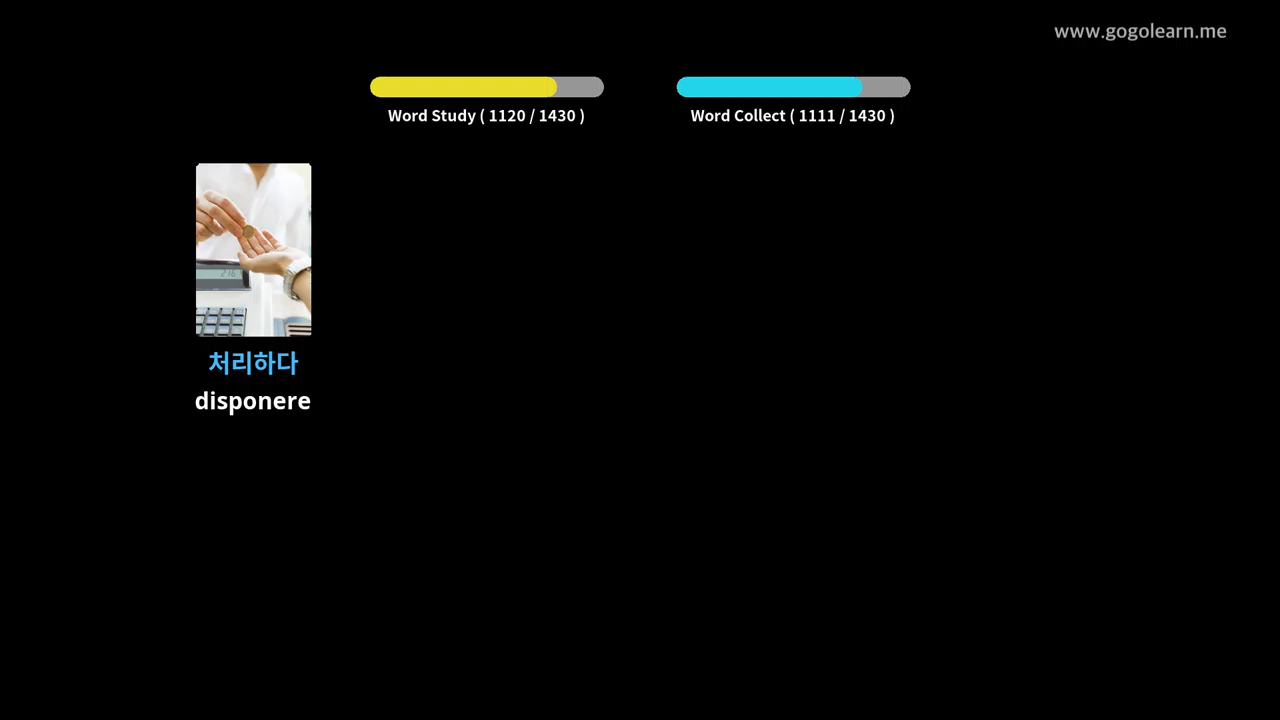 www.gogolearn.me
Word Study ( 1120 / 1430 )
Word Collect ( 1111 / 1430 )
처리하다
disponere